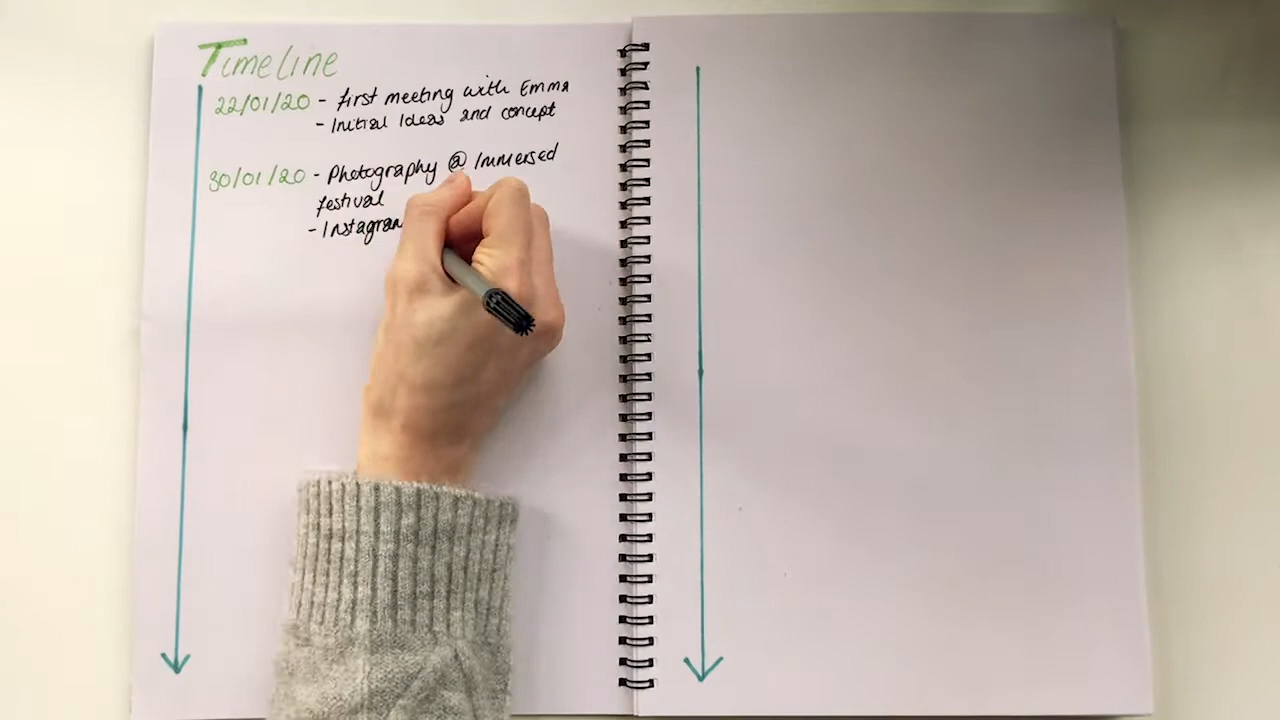 Timeline
22/01/20 - First meeting with Emma
- Initial Ideas and concept
30/01/20 - Photography @ Immersed
festival
- Instagram